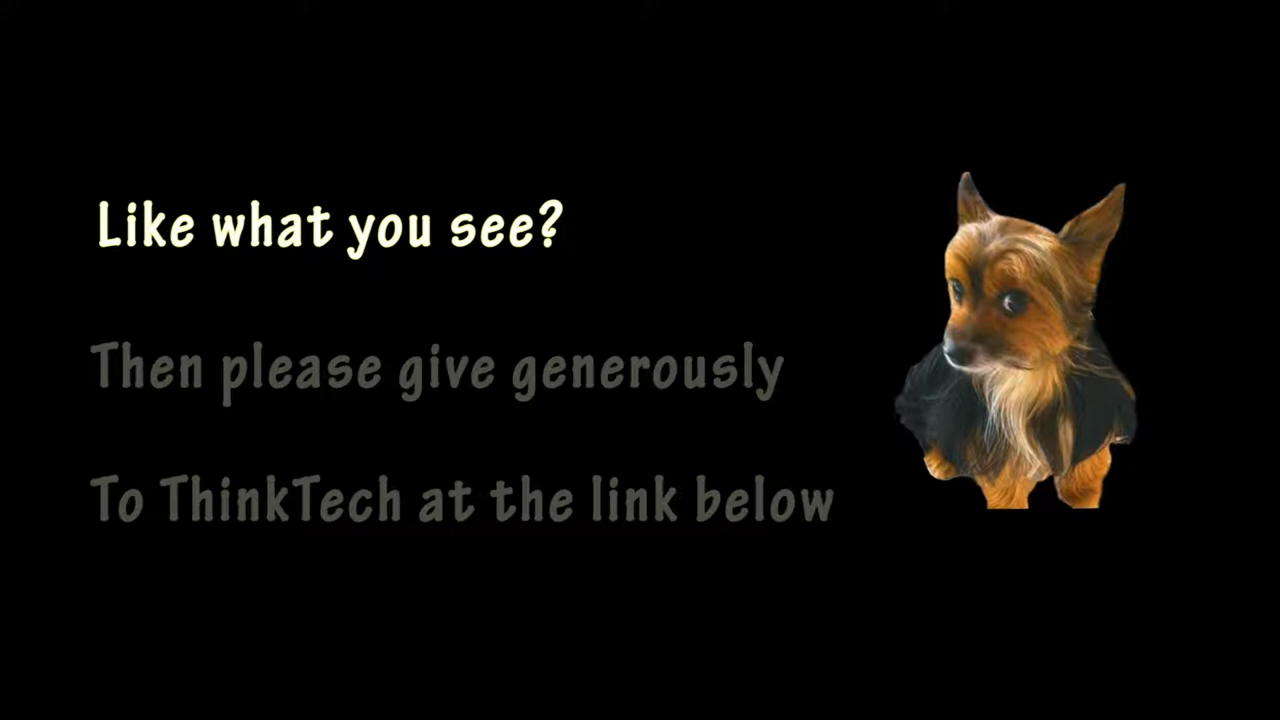 Like what you see?
Then please give generously
To ThinkTech at the link below